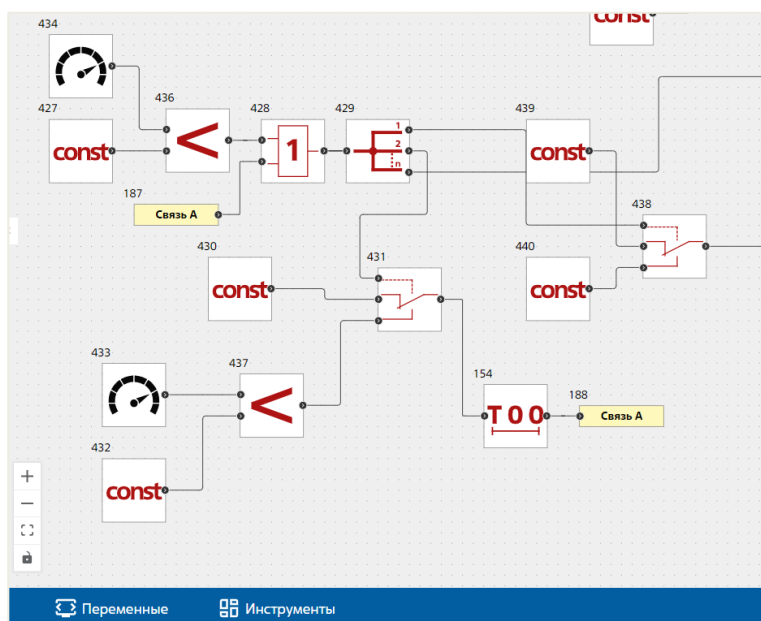 434
const
427
436
428
429
439
const
<
1
1
2
n
const
187
Связь А
438
430
431
440
const
const
433
437
<
154
188
T 0 0
Связь А
432
const
Переменные
Инструменты